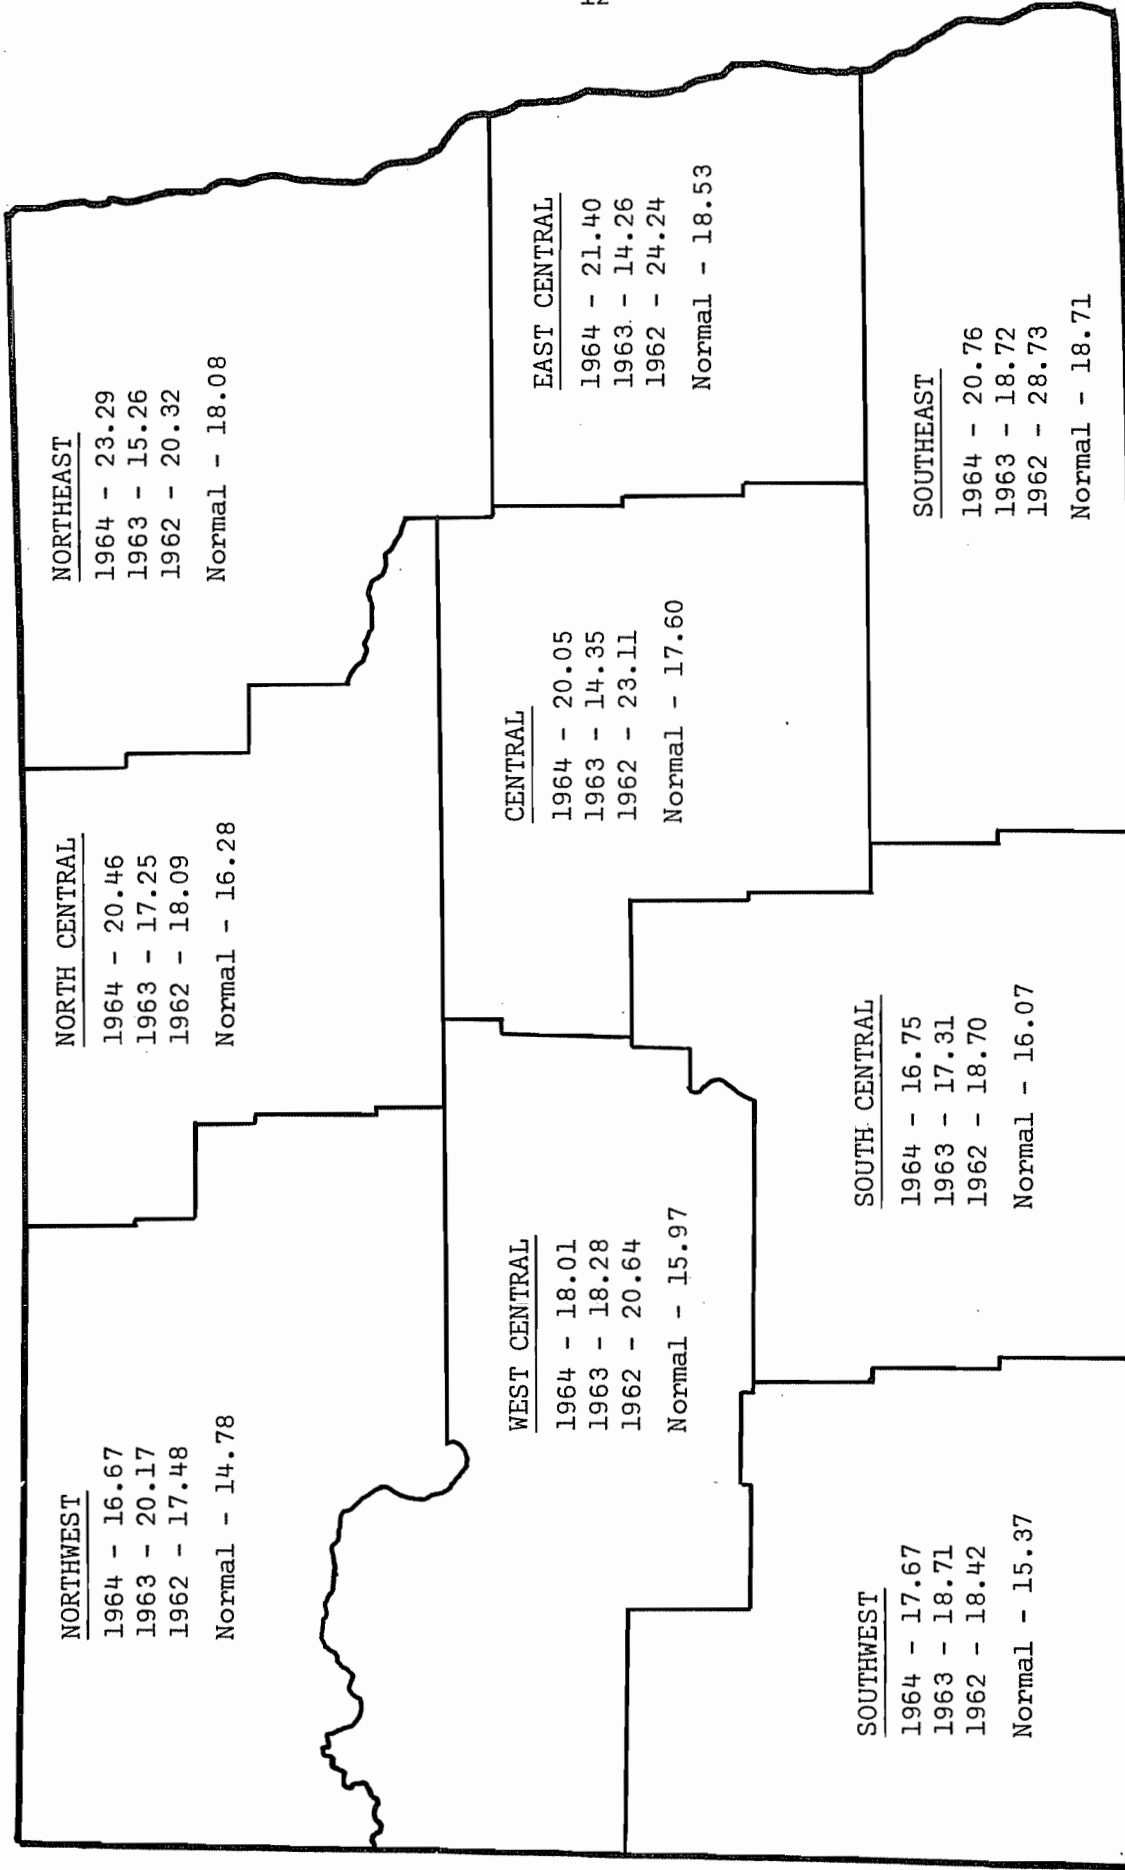 12
NORTHWEST
1964 - 16.67
1963 - 20.17
1962 - 17.48
Normal - 14.78
NORTH CENTRAL
1964 - 20.46
1963 - 17.25
1962 - 18.09
Normal - 16.28
NORTHEAST
1964 - 23.29
1963 - 15.26
1962 - 20.32
Normal - 18.08
WEST CENTRAL
1964 - 18.01
1963 - 18.28
1962 - 20.64
Normal - 15.97
CENTRAL
1964 - 20.05
1963 - 14.35
1962 - 23.11
Normal - 17.60
EAST CENTRAL
1964 - 21.40
1963 - 14.26
1962 - 24.24
Normal - 18.53
SOUTHWEST
1964 - 17.67
1963 - 18.71
1962 - 18.42
Normal - 15.37
SOUTH CENTRAL
1964 - 16.75
1963 - 17.31
1962 - 18.70
Normal - 16.07
SOUTHEAST
1964 - 20.76
1963 - 18.72
1962 - 28.73
Normal - 18.71